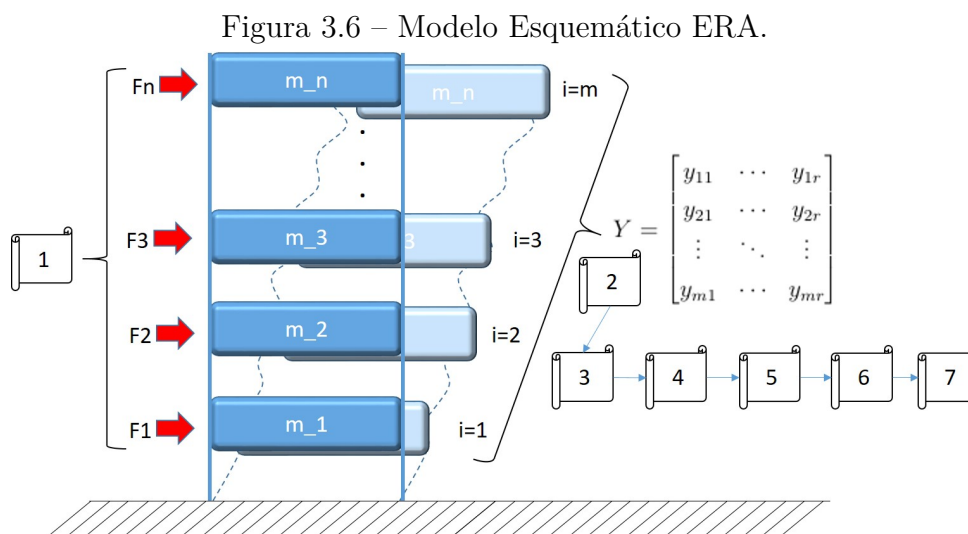 Figura 3.6 – Modelo Esquemático ERA.
Fn
m_n
m_n
i=m
1
F3
m_3
3
i=3
Y =
y11 ⋯ y1r
y21 ⋯ y2r
⋮ ⋱ ⋮
ym1 ⋯ ymr
2
F2
m_2
i=2
3
4
5
6
7
F1
m_1
i=1